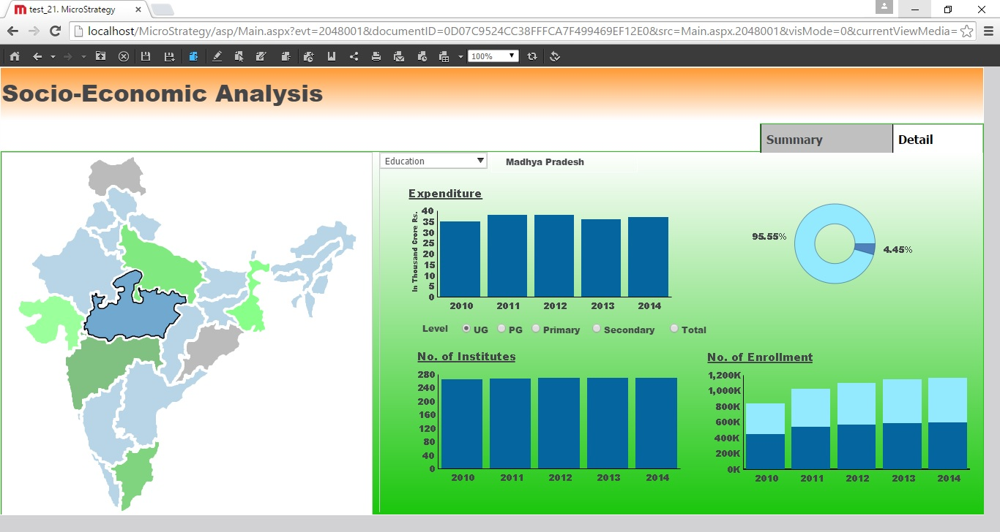 test_21. MicroStrategy
localhost/MicroStrategy/asp/Main.aspx?evt=2048001&documentID=0D07C9524CC38FFFCA7F499469EF12E0&src=Main.aspx.2048001&visMode=0&currentViewMedia=
100%
Socio-Economic Analysis
Summary
Detail
Education
Madhya Pradesh
Expenditure
In Thousand Crore Rs.
40
35
30
25
20
15
10
5
0
2010 2011 2012 2013 2014
95.55%
4.45%
Level UG PG Primary Secondary Total
No. of Institutes
280
240
200
160
120
80
40
0
2010 2011 2012 2013 2014
No. of Enrollment
1,200K
1,000K
800K
600K
400K
200K
0K
2010 2011 2012 2013 2014